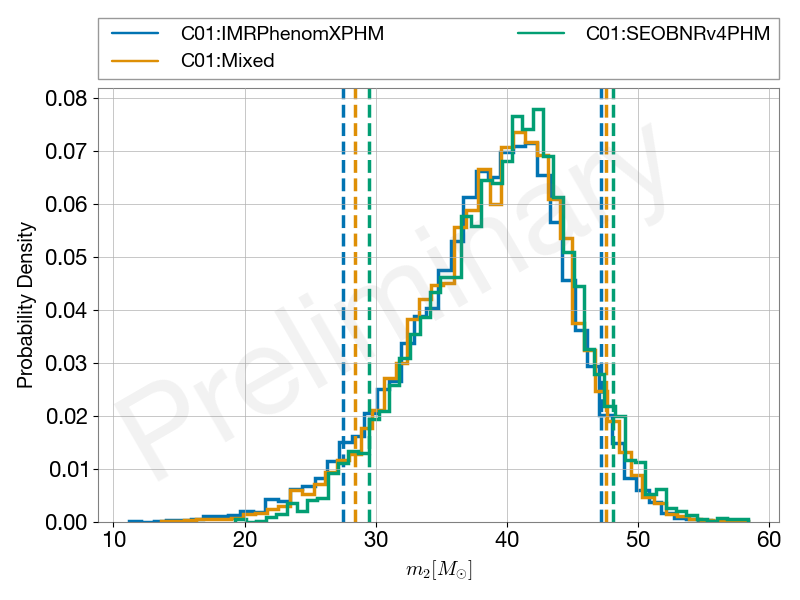 C01:IMRPhenomXPHM
C01:SEOBNRv4PHM
C01:Mixed
0.08
0.07
0.06
0.05
0.04
0.03
0.02
0.01
0.00
Probability Density
Preliminary
10 20 30 40 50 60
m₂[M☉]